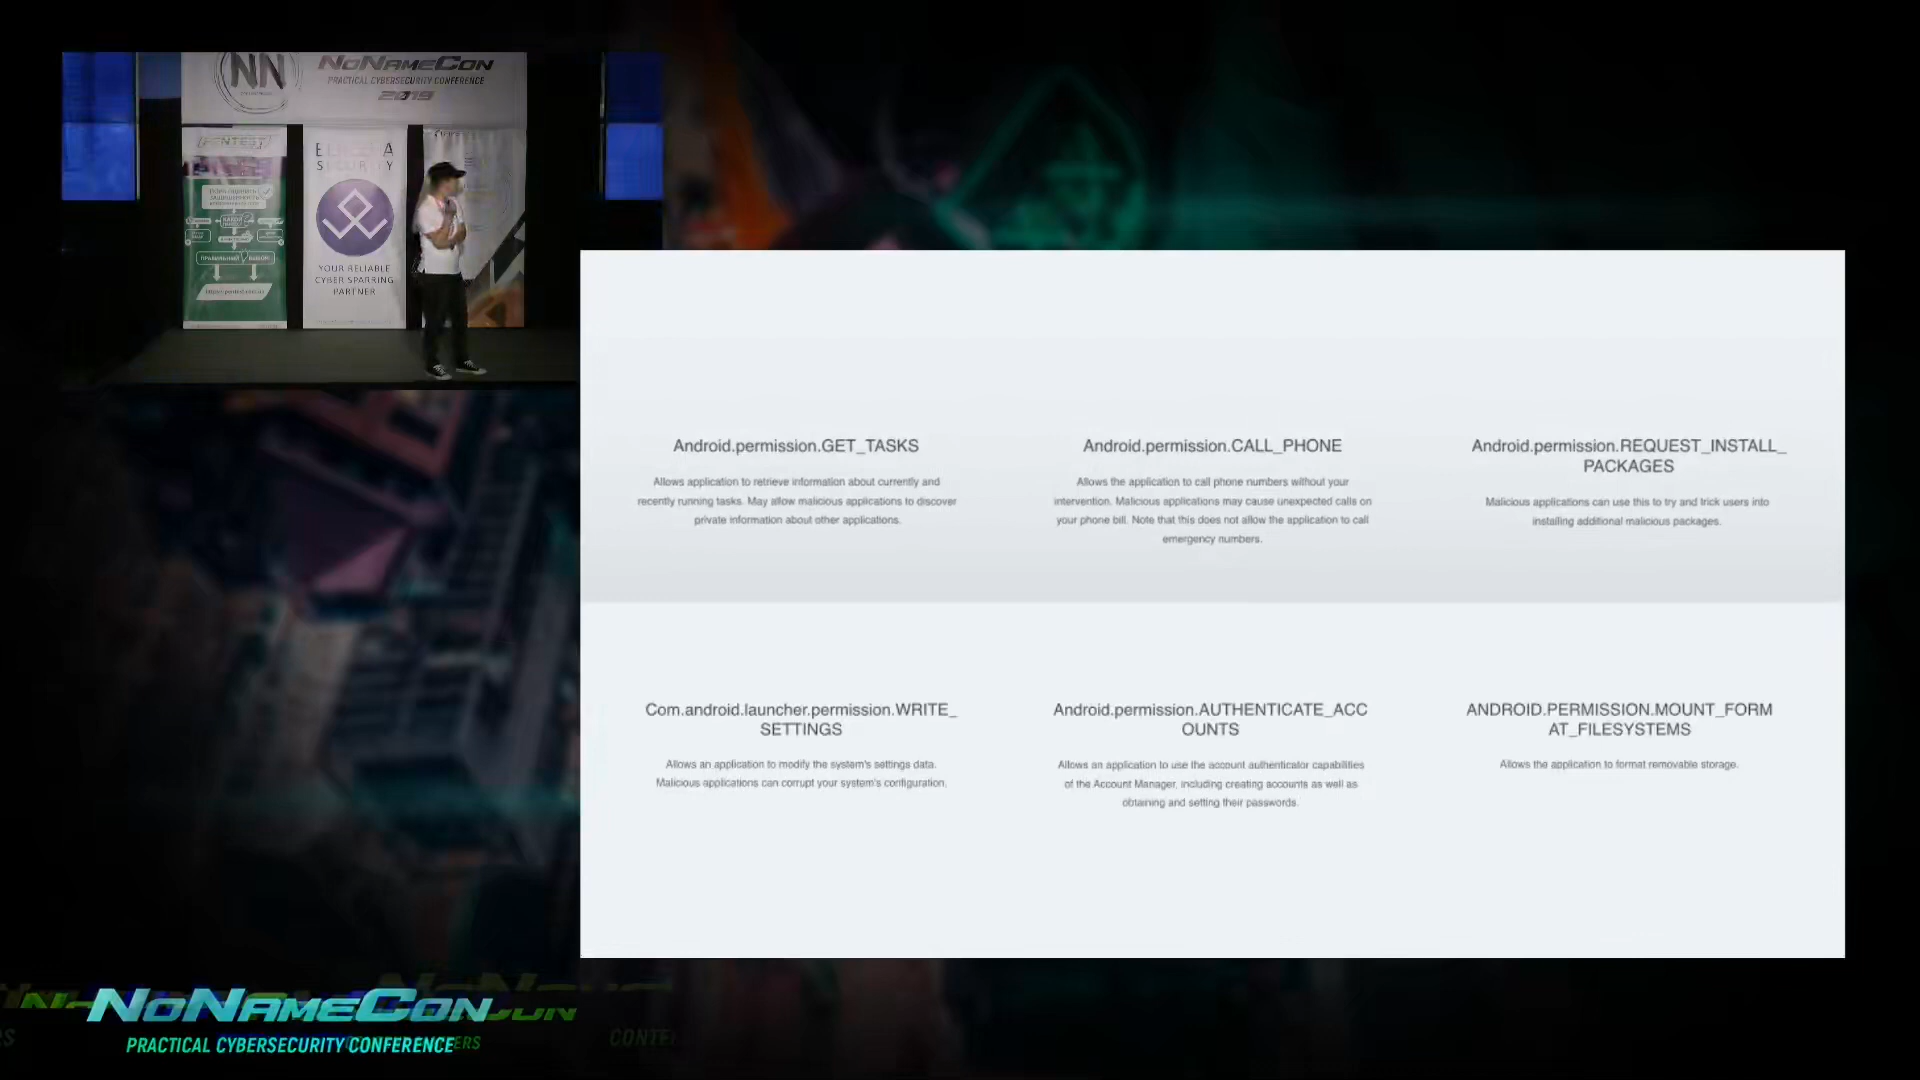 NN
NoNameCon
PRACTICAL CYBERSECURITY CONFERENCE
2019
PENTEST
SECURITY
YOUR RELIABLE
CYBER SPARRING
PARTNER
Android.permission.GET_TASKS
Allows application to retrieve information about currently and
recently running tasks. May allow malicious applications to discover
private information about other applications.
Android.permission.CALL_PHONE
Allows the application to call phone numbers without your
intervention. Malicious applications may cause unexpected calls on
your phone bill. Note that this does not allow the application to call
emergency numbers.
Android.permission.REQUEST_INSTALL_
PACKAGES
Malicious applications can use this to try and trick users into
installing additional malicious packages.
Com.android.launcher.permission.WRITE_
SETTINGS
Allows an application to modify the system's settings data.
Malicious applications can corrupt your system's configuration.
Android.permission.AUTHENTICATE_ACC
OUNTS
Allows an application to use the account authenticator capabilities
of the Account Manager, including creating accounts as well as
obtaining and setting their passwords.
ANDROID.PERMISSION.MOUNT_FORM
AT_FILESYSTEMS
Allows the application to format removable storage.
NoNameCon
PRACTICAL CYBERSECURITY CONFERENCE